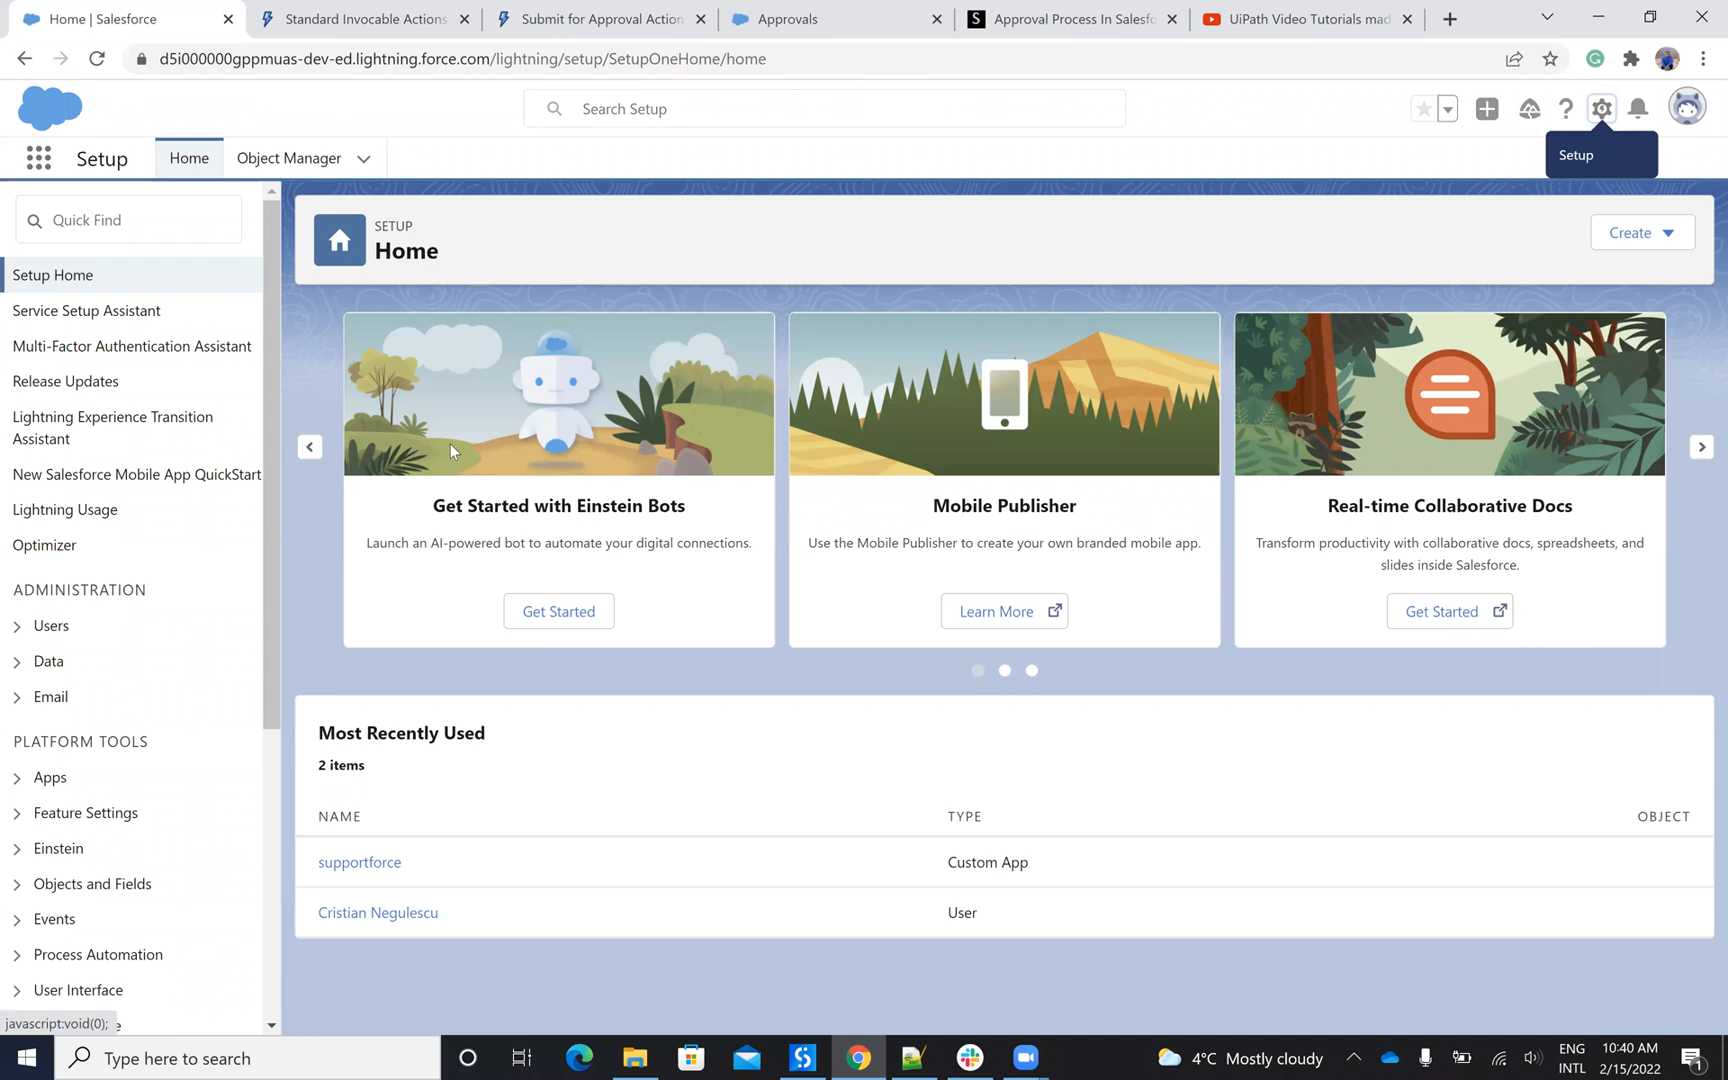 Home | Salesforce
Standard Invocable Actions
Submit for Approval Action
Approvals
Approval Process In Salesfo
UiPath Video Tutorials mad
d5i000000gppmuas-dev-ed.lightning.force.com/lightning/setup/SetupOneHome/home
Search Setup
Setup
Home
Object Manager
Setup
Quick Find
SETUP
Home
Create
Setup Home
Service Setup Assistant
Multi-Factor Authentication Assistant
Release Updates
Lightning Experience Transition
Assistant
New Salesforce Mobile App QuickStart
Lightning Usage
Optimizer
ADMINISTRATION
Users
Data
Email
PLATFORM TOOLS
Apps
Feature Settings
Einstein
Objects and Fields
Events
Process Automation
User Interface
javascript:void(0);
Get Started with Einstein Bots
Launch an AI-powered bot to automate your digital connections.
Get Started
Mobile Publisher
Use the Mobile Publisher to create your own branded mobile app.
Learn More
Real-time Collaborative Docs
Transform productivity with collaborative docs, spreadsheets, and
slides inside Salesforce.
Get Started
Most Recently Used
2 items
NAME
TYPE
OBJECT
supportforce
Custom App
Cristian Negulescu
User
Type here to search
4°C Mostly cloudy
ENG
INTL
10:40 AM
2/15/2022
1